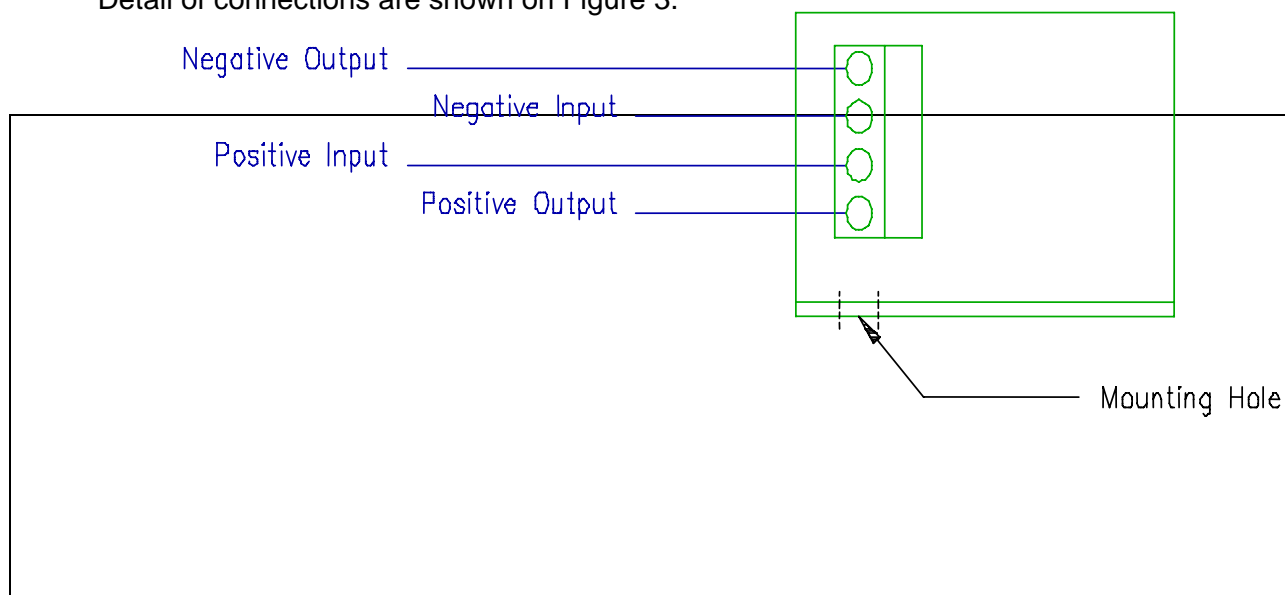 Detail of connections are shown on Figure 3.
Negative Output
Negative Input
Positive Input
Positive Output
Mounting Hole